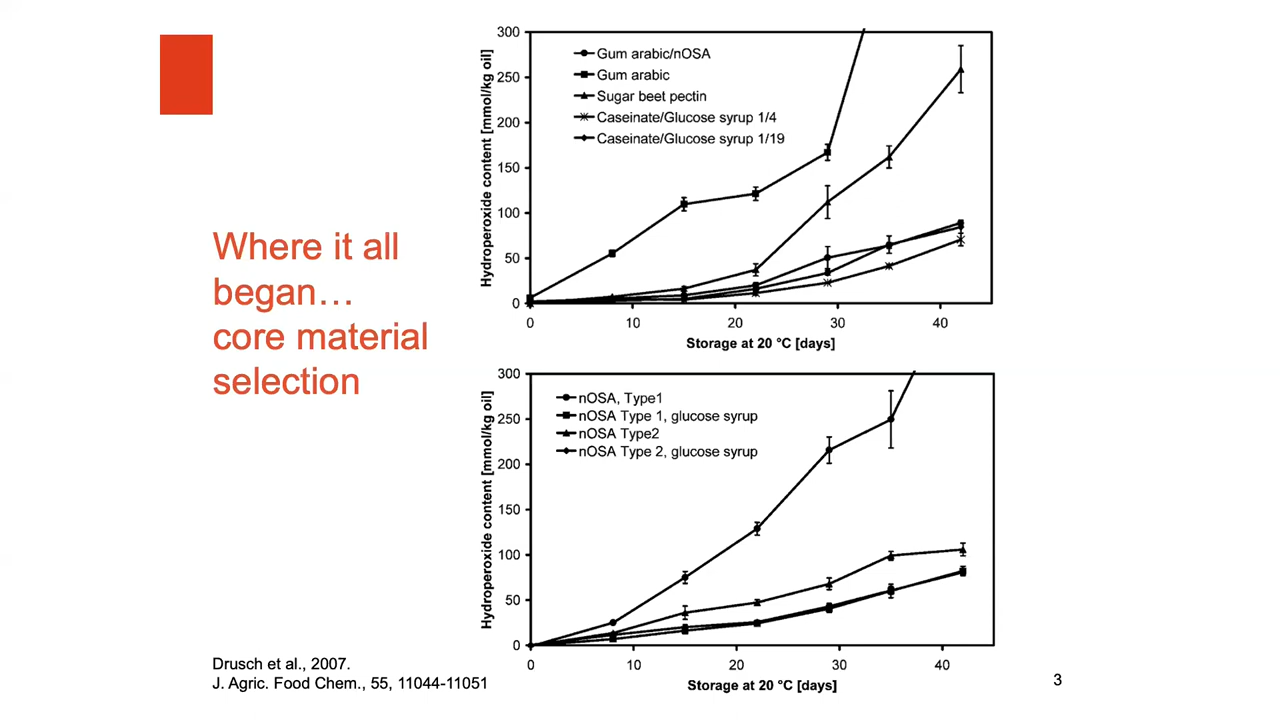 Where it all
began…
core material
selection
Hydroperoxide content [mmol/kg oil]
300
250
200
150
100
50
0
Gum arabic/nOSA
Gum arabic
Sugar beet pectin
Caseinate/Glucose syrup 1/4
Caseinate/Glucose syrup 1/19
0 10 20 30 40
Storage at 20 °C [days]
Hydroperoxide content [mmol/kg oil]
300
250
200
150
100
50
0
nOSA, Type1
nOSA Type 1, glucose syrup
nOSA Type2
nOSA Type 2, glucose syrup
0 10 20 30 40
Storage at 20 °C [days]
Drusch et al., 2007.
J. Agric. Food Chem., 55, 11044-11051
3